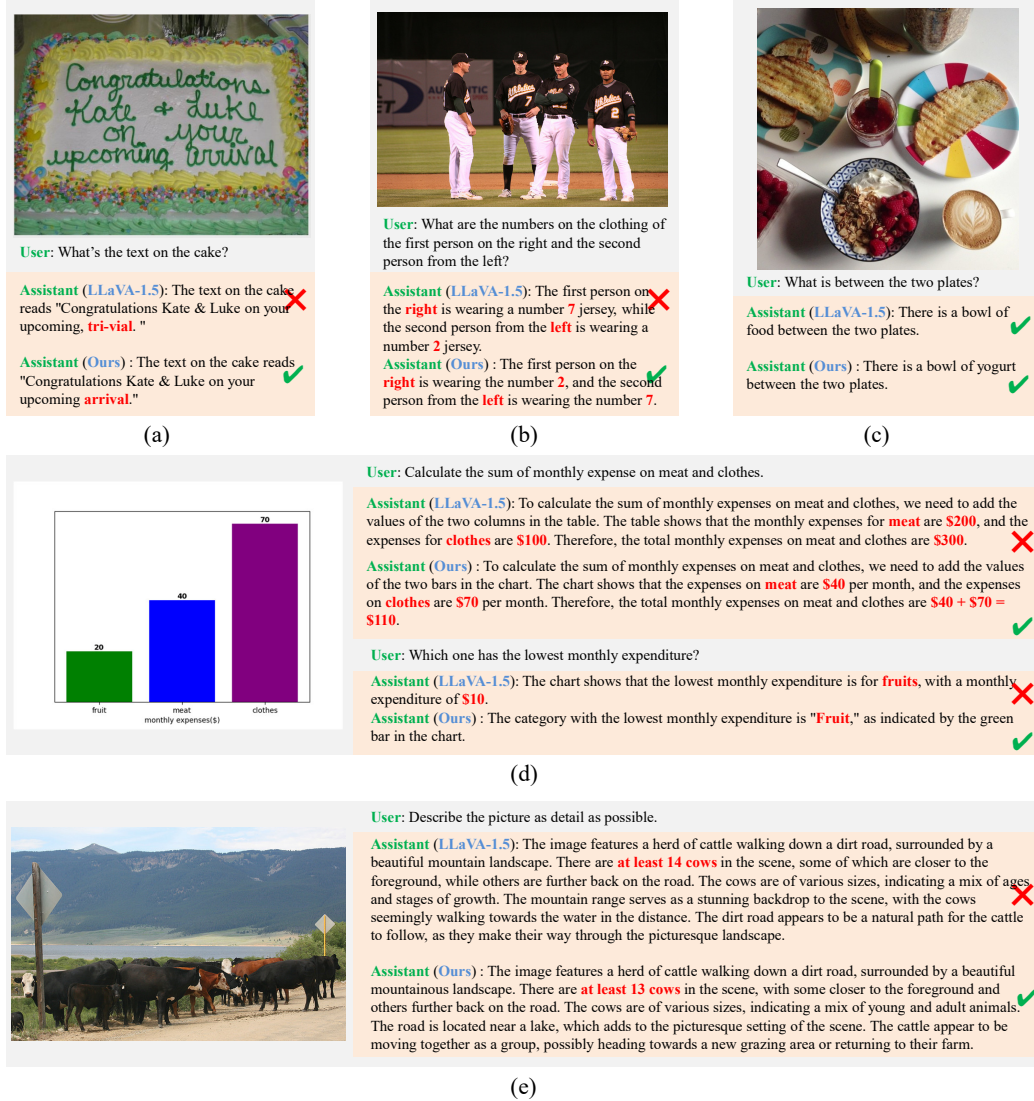 Congratulations
Kate & Luke
on your
upcoming arrival
User: What's the text on the cake?
Assistant (LLaVA-1.5): The text on the cake
reads "Congratulations Kate & Luke on your
upcoming, tri-vial. "
Assistant (Ours) : The text on the cake reads
"Congratulations Kate & Luke on your
upcoming arrival."
(a)
AUTHENTIC
Athletics
7
Athletics
2
User: What are the numbers on the clothing of
the first person on the right and the second
person from the left?
Assistant (LLaVA-1.5): The first person on
the right is wearing a number 7 jersey, while
the second person from the left is wearing a
number 2 jersey.
Assistant (Ours) : The first person on the
right is wearing the number 2, and the second
person from the left is wearing the number 7.
(b)
User: What is between the two plates?
Assistant (LLaVA-1.5): There is a bowl of
food between the two plates.
Assistant (Ours) : There is a bowl of yogurt
between the two plates.
(c)
70
40
20
fruit meat clothes
monthly expenses($)
User: Calculate the sum of monthly expense on meat and clothes.
Assistant (LLaVA-1.5): To calculate the sum of monthly expenses on meat and clothes, we need to add the
values of the two columns in the table. The table shows that the monthly expenses for meat are $200, and the
expenses for clothes are $100. Therefore, the total monthly expenses on meat and clothes are $300.
Assistant (Ours) : To calculate the sum of monthly expenses on meat and clothes, we need to add the values
of the two bars in the chart. The chart shows that the expenses on meat are $40 per month, and the expenses
on clothes are $70 per month. Therefore, the total monthly expenses on meat and clothes are $40 + $70 =
$110.
User: Which one has the lowest monthly expenditure?
Assistant (LLaVA-1.5): The chart shows that the lowest monthly expenditure is for fruits, with a monthly
expenditure of $10.
Assistant (Ours) : The category with the lowest monthly expenditure is "Fruit," as indicated by the green
bar in the chart.
(d)
User: Describe the picture as detail as possible.
Assistant (LLaVA-1.5): The image features a herd of cattle walking down a dirt road, surrounded by a
beautiful mountain landscape. There are at least 14 cows in the scene, some of which are closer to the
foreground, while others are further back on the road. The cows are of various sizes, indicating a mix of ages
and stages of growth. The mountain range serves as a stunning backdrop to the scene, with the cows
seemingly walking towards the water in the distance. The dirt road appears to be a natural path for the cattle
to follow, as they make their way through the picturesque landscape.
Assistant (Ours) : The image features a herd of cattle walking down a dirt road, surrounded by a beautiful
mountainous landscape. There are at least 13 cows in the scene, with some closer to the foreground and
others further back on the road. The cows are of various sizes, indicating a mix of young and adult animals.
The road is located near a lake, which adds to the picturesque setting of the scene. The cattle appear to be
moving together as a group, possibly heading towards a new grazing area or returning to their farm.
(e)